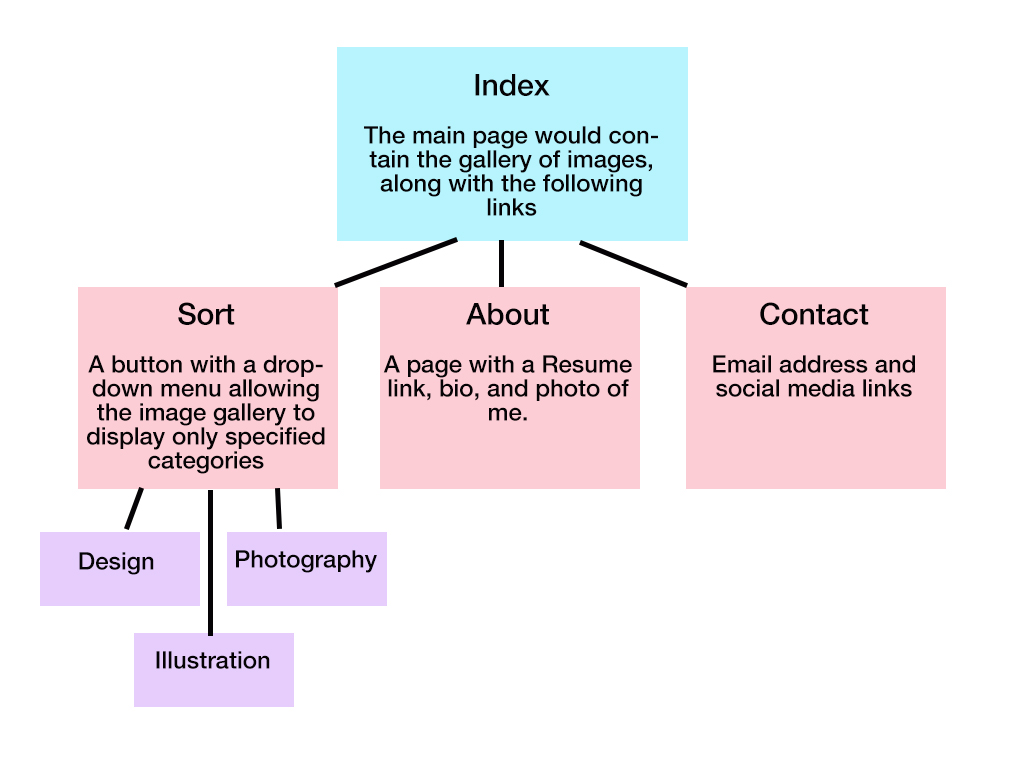 Index
The main page would con-
tain the gallery of images,
along with the following
links
Sort
A button with a drop-
down menu allowing
the image gallery to
display only specified
categories
About
A page with a Resume
link, bio, and photo of
me.
Contact
Email address and
social media links
Design
Photography
Illustration